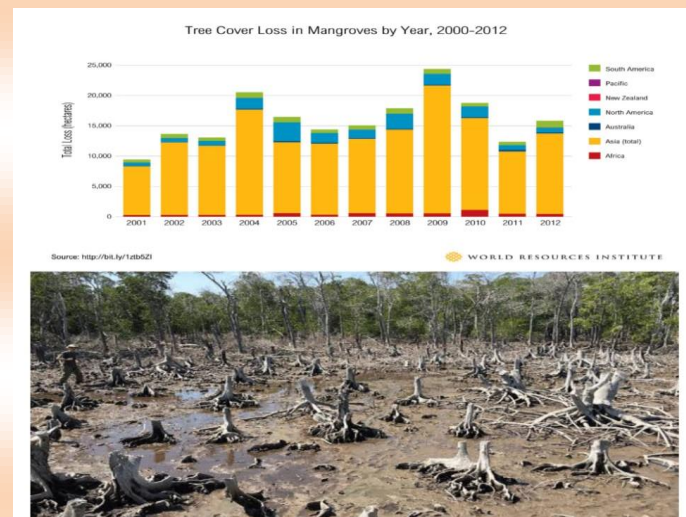 Tree Cover Loss in Mangroves by Year, 2000-2012
Total Loss (hectares)
25,000
20,000
15,000
10,000
5,000
0
2001 2002 2003 2004 2005 2006 2007 2008 2009 2010 2011 2012
South America
Pacific
New Zealand
North America
Australia
Asia (total)
Africa
Source: http://bit.ly/1ztb5ZI
WORLD RESOURCES INSTITUTE